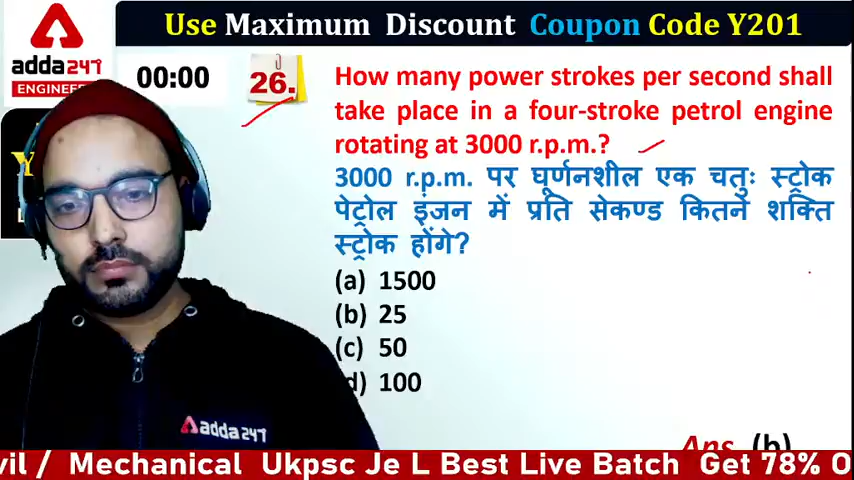 Use Maximum Discount Coupon Code Y201
adda247
ENGINEE
00:00
26.
How many power strokes per second shall
take place in a four-stroke petrol engine
rotating at 3000 r.p.m.?
3000 r.p.m. पर घूर्णनशील एक चतुः स्ट्रोक
पेट्रोल इंजन में प्रति सेकण्ड कितने शक्ति
स्ट्रोक होंगे?
(a) 1500
(b) 25
(c) 50
d) 100
adda247
Ans (b)
vil / Mechanical Ukpsc Je L Best Live Batch Get 78% O